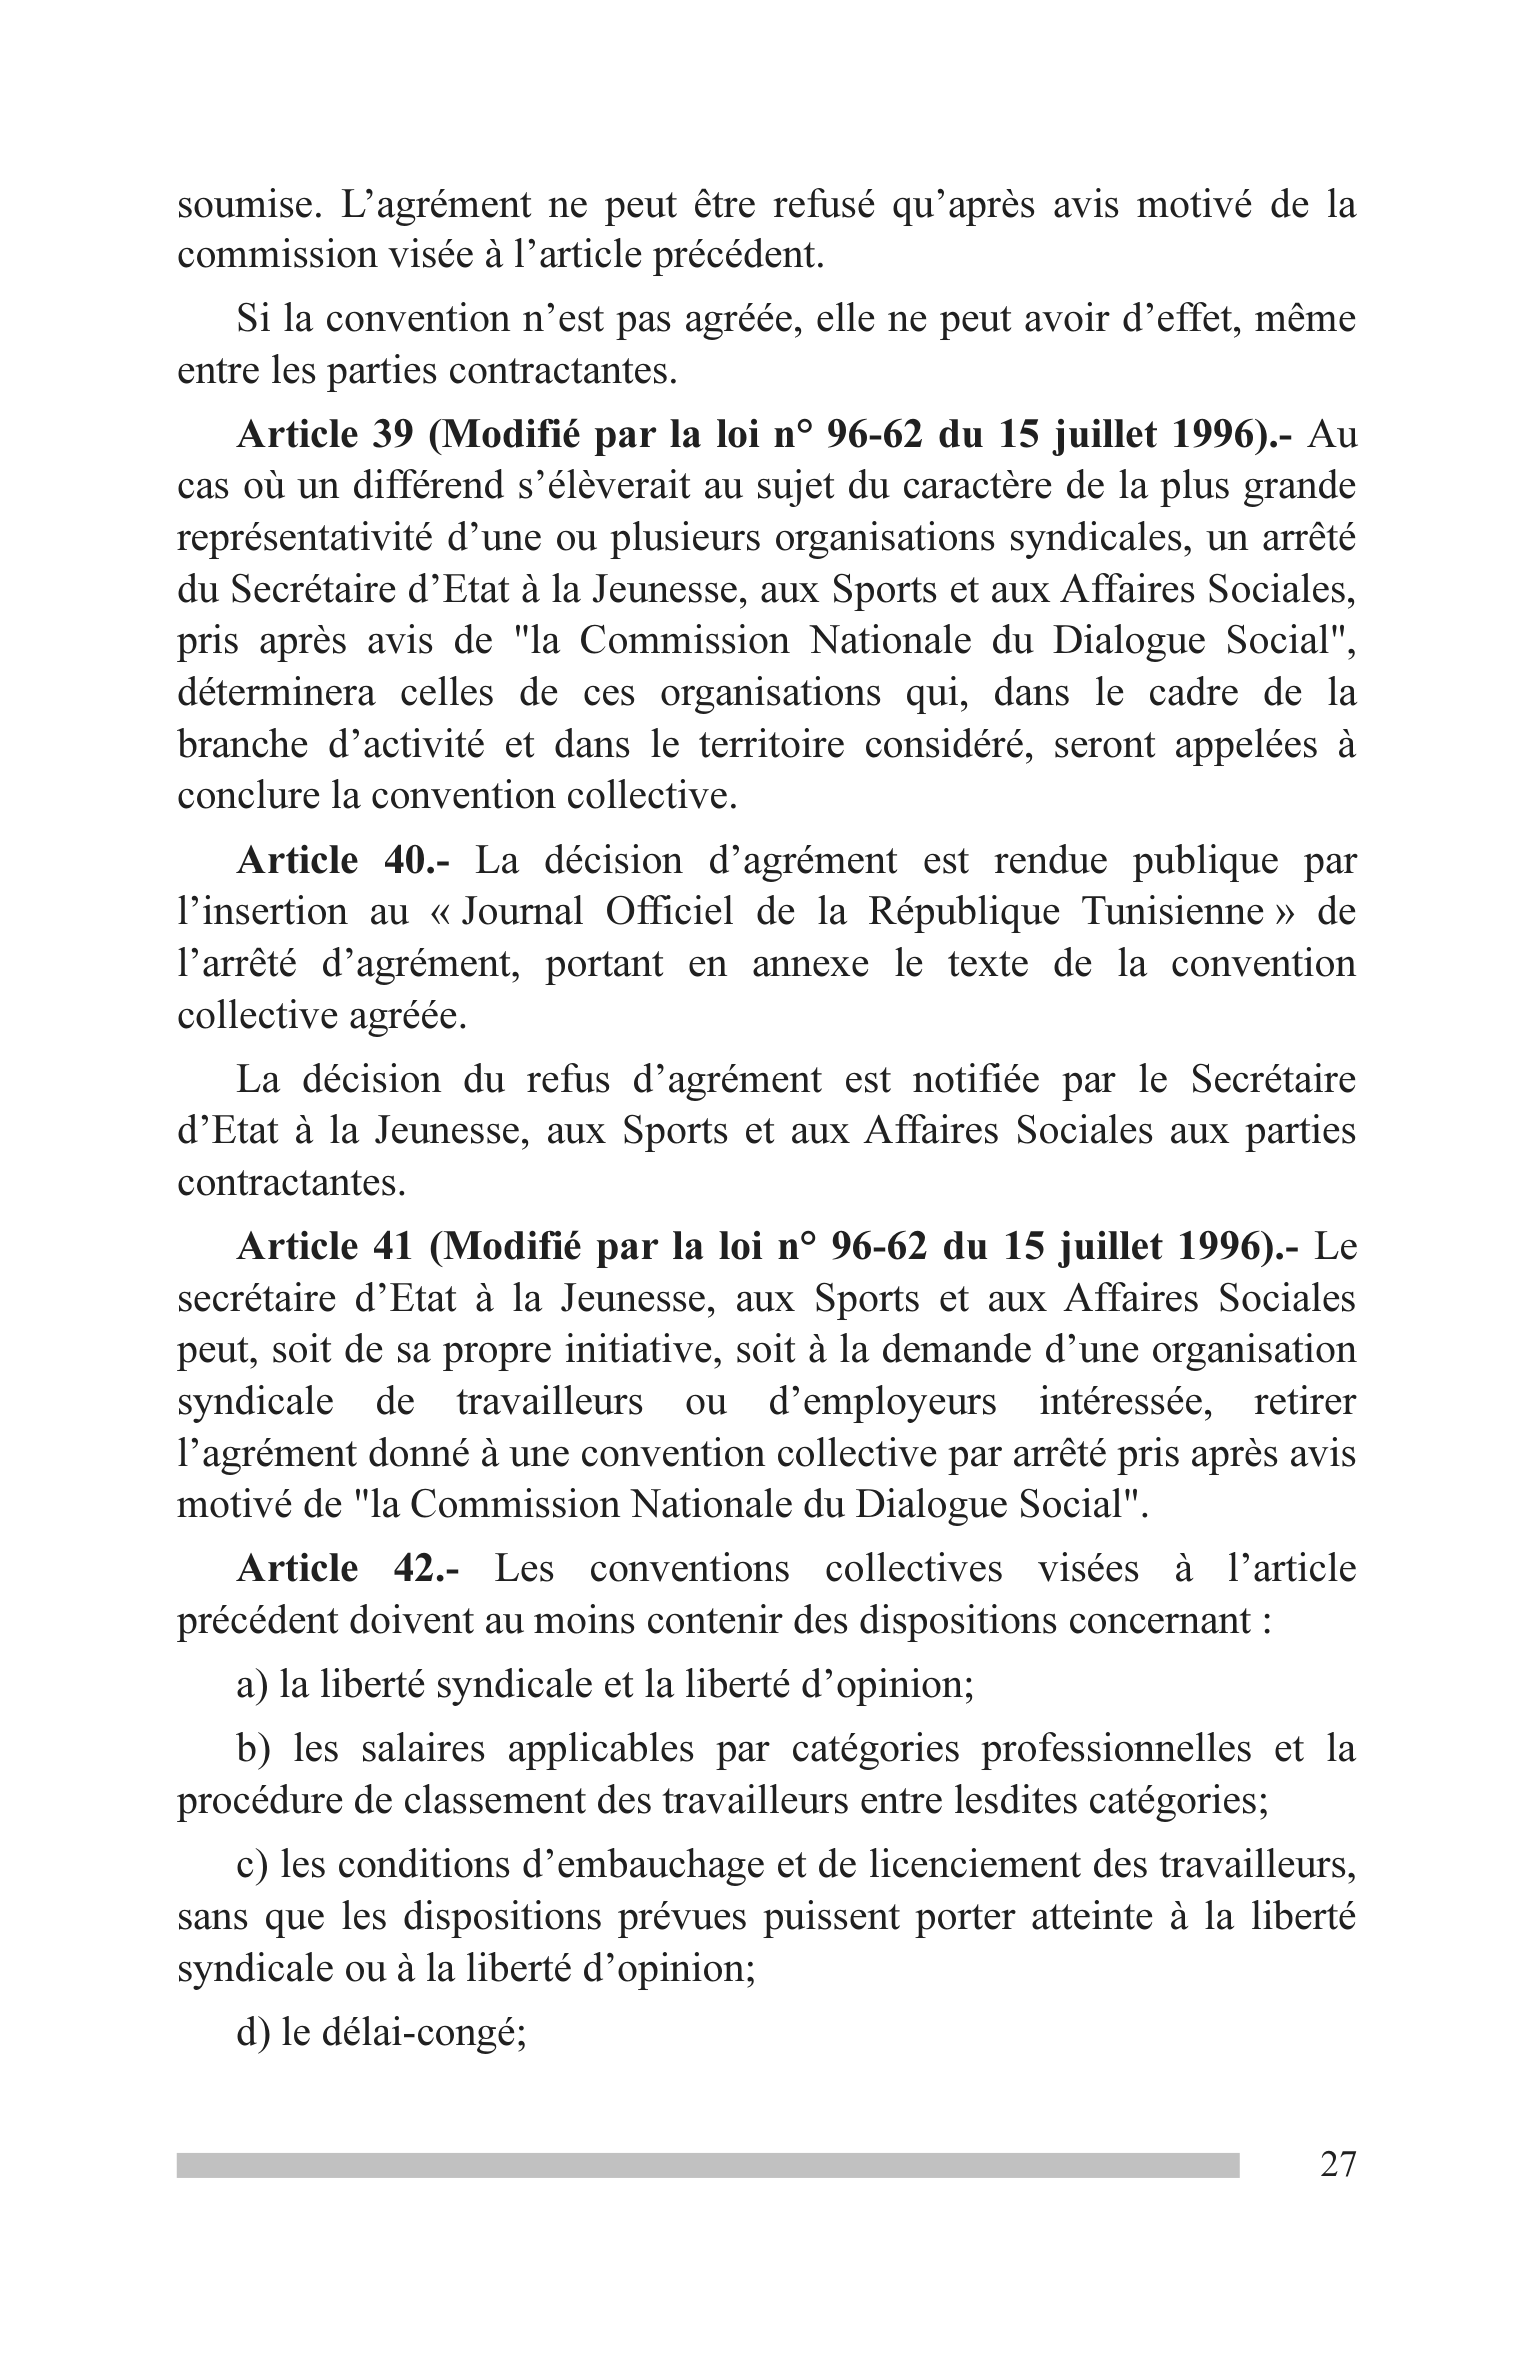 soumise. L’agrément ne peut être refusé qu’après avis motivé de la
commission visée à l’article précédent.
Si la convention n’est pas agréée, elle ne peut avoir d’effet, même
entre les parties contractantes.
Article 39 (Modifié par la loi n° 96-62 du 15 juillet 1996).- Au
cas où un différend s’élèverait au sujet du caractère de la plus grande
représentativité d’une ou plusieurs organisations syndicales, un arrêté
du Secrétaire d’Etat à la Jeunesse, aux Sports et aux Affaires Sociales,
pris après avis de "la Commission Nationale du Dialogue Social",
déterminera celles de ces organisations qui, dans le cadre de la
branche d’activité et dans le territoire considéré, seront appelées à
conclure la convention collective.
Article 40.- La décision d’agrément est rendue publique par
l’insertion au « Journal Officiel de la République Tunisienne » de
l’arrêté d’agrément, portant en annexe le texte de la convention
collective agréée.
La décision du refus d’agrément est notifiée par le Secrétaire
d’Etat à la Jeunesse, aux Sports et aux Affaires Sociales aux parties
contractantes.
Article 41 (Modifié par la loi n° 96-62 du 15 juillet 1996).- Le
secrétaire d’Etat à la Jeunesse, aux Sports et aux Affaires Sociales
peut, soit de sa propre initiative, soit à la demande d’une organisation
syndicale de travailleurs ou d’employeurs intéressée, retirer
l’agrément donné à une convention collective par arrêté pris après avis
motivé de "la Commission Nationale du Dialogue Social".
Article 42.- Les conventions collectives visées à l’article
précédent doivent au moins contenir des dispositions concernant :
a) la liberté syndicale et la liberté d’opinion;
b) les salaires applicables par catégories professionnelles et la
procédure de classement des travailleurs entre lesdites catégories;
c) les conditions d’embauchage et de licenciement des travailleurs,
sans que les dispositions prévues puissent porter atteinte à la liberté
syndicale ou à la liberté d’opinion;
d) le délai-congé;
27